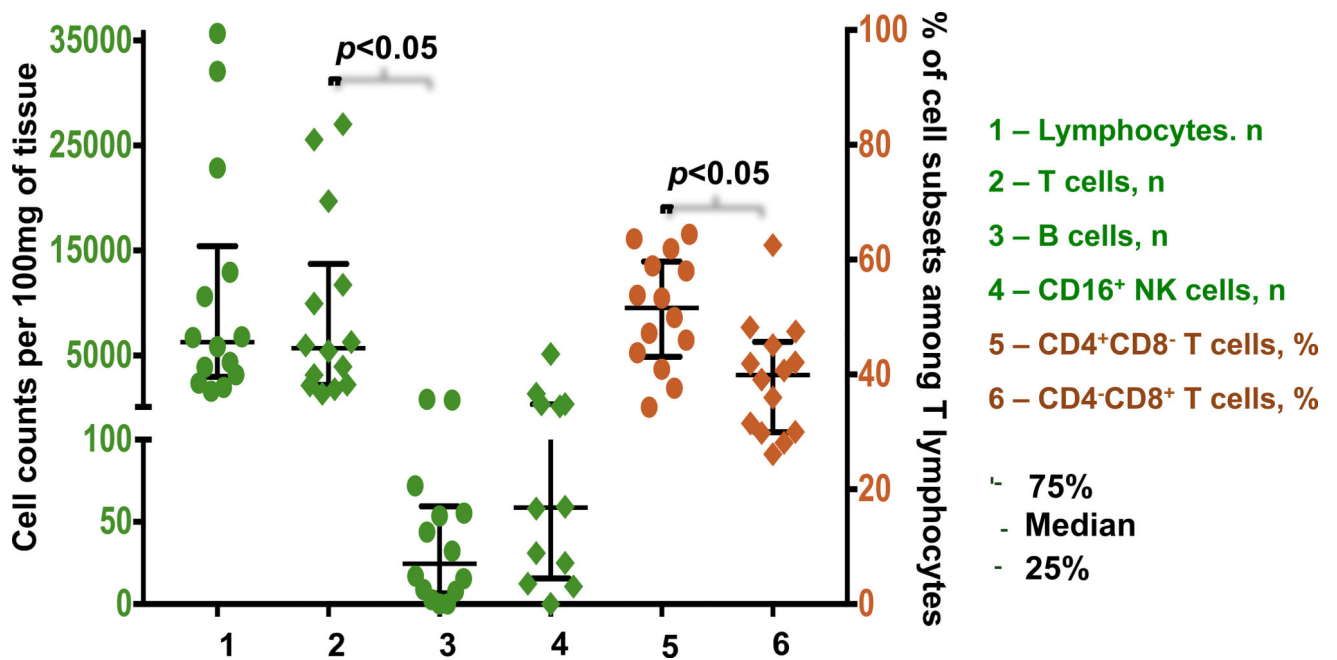 Cell counts per 100mg of tissue
35000
25000
15000
5000
100
50
0
p<0.05
p<0.05
100
80
60
40
20
0
% of cell subsets among T lymphocytes
1
2
3
4
5
6
1 – Lymphocytes. n
2 – T cells, n
3 – B cells, n
4 – CD16⁺ NK cells, n
5 – CD4⁺CD8⁻ T cells, %
6 – CD4⁻CD8⁺ T cells, %
75%
Median
25%